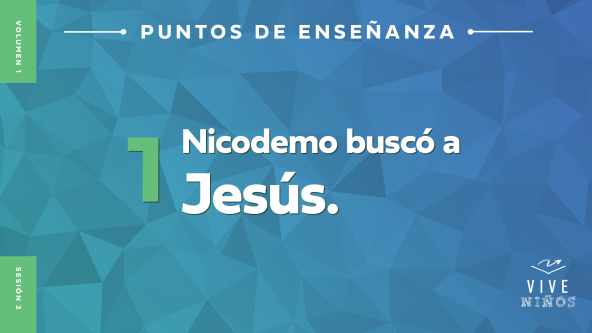 VOLUMEN 1
PUNTOS DE ENSEÑANZA
1
Nicodemo buscó a
Jesús.
SESIÓN 2
VIVE
NIÑOS